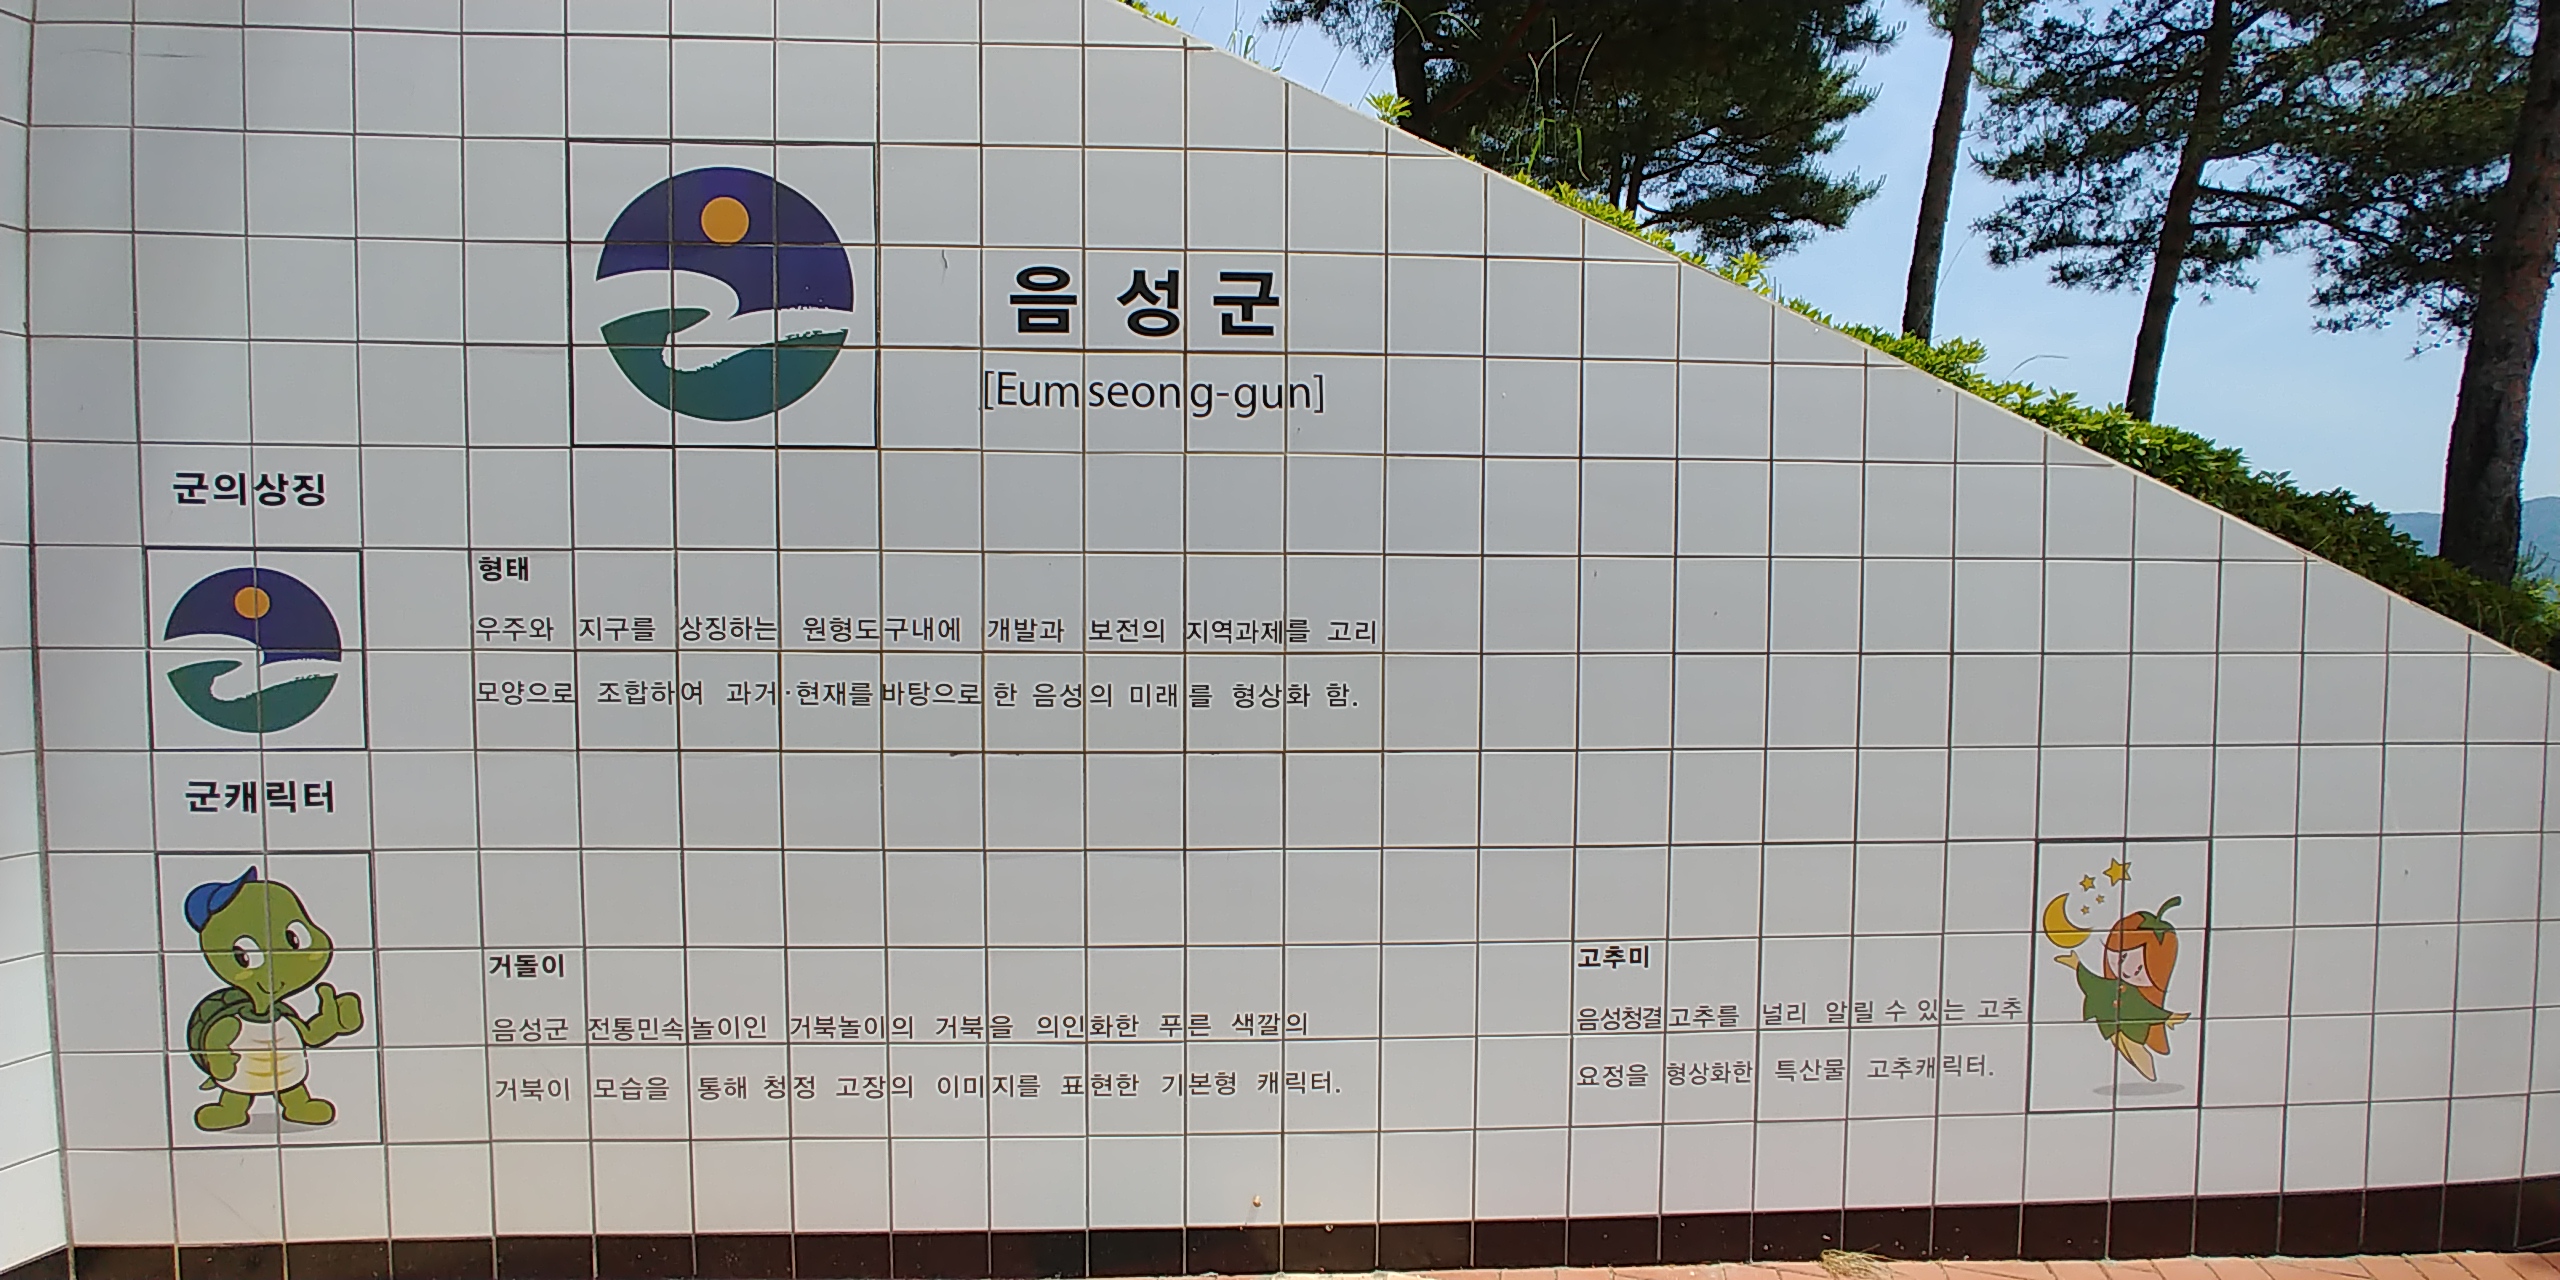 음성군
[Eumseong-gun]
군의상징
형태
우주와 지구를 상징하는 원형도구내에 개발과 보전의 지역과제를 고리
모양으로 조합하여 과거·현재를 바탕으로 한 음성의 미래를 형상화 함.
군캐릭터
거돌이
음성군 전통민속놀이인 거북놀이의 거북을 의인화한 푸른 색깔의
거북이 모습을 통해 청정 고장의 이미지를 표현한 기본형 캐릭터.
고추미
음성청결고추를 널리 알릴 수 있는 고추
요정을 형상화한 특산물 고추캐릭터.